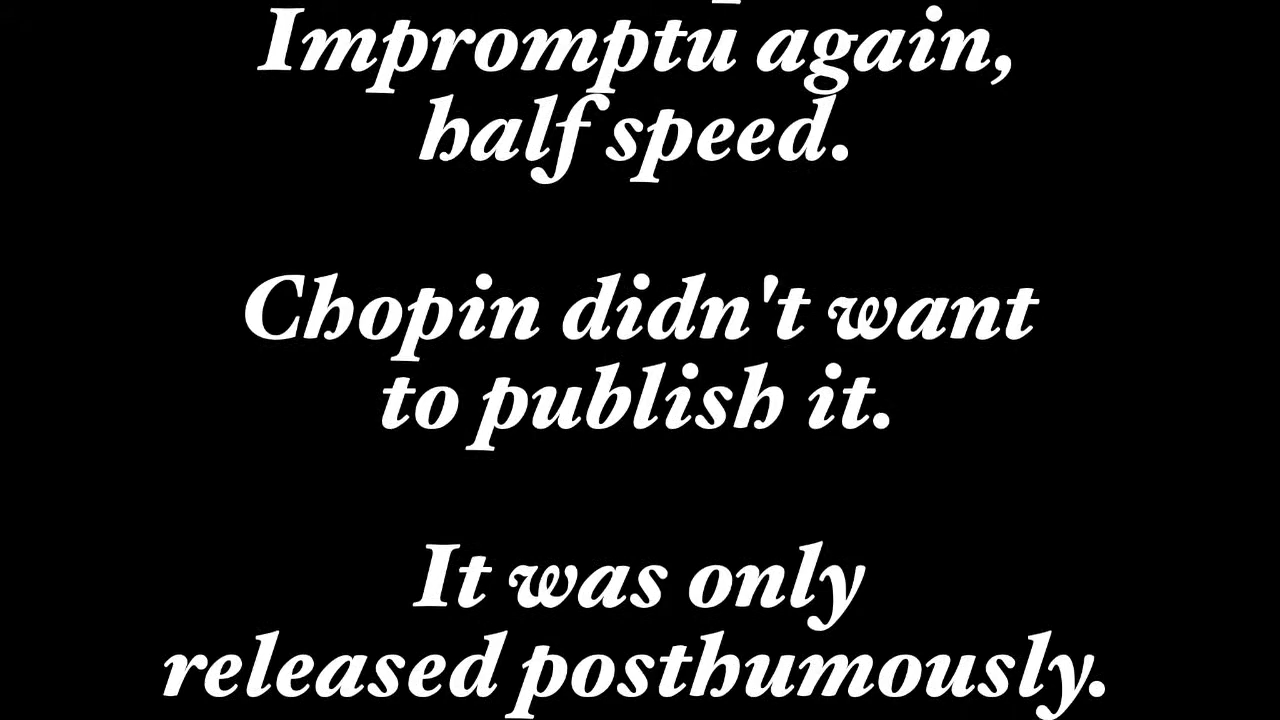 Impromptu again,
half speed.
Chopin didn't want
to publish it.
It was only
released posthumously.